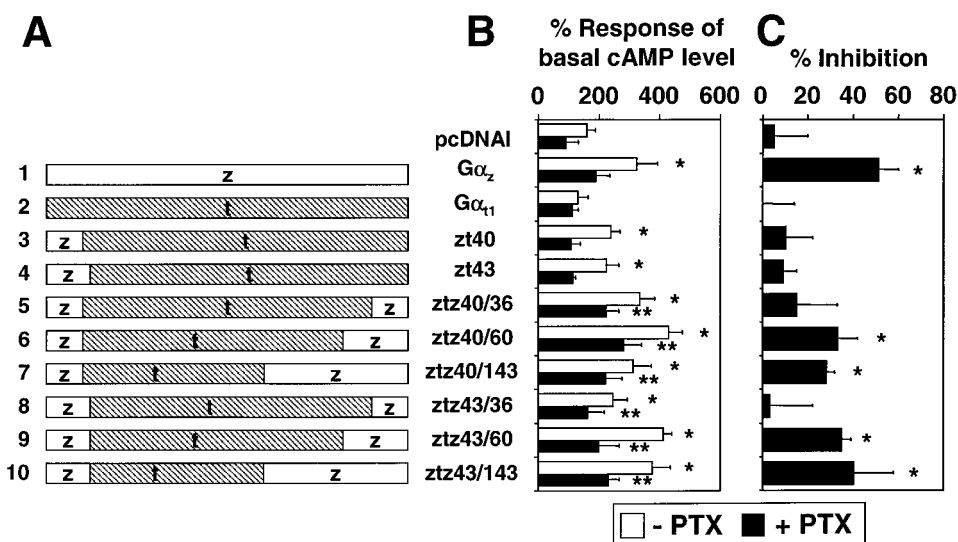 A
B
% Response of
basal cAMP level
C
% Inhibition
0 200 400 600
0 20 40 60 80
pcDNAI
1 z Gαz *
*
2 t Gαt1
3 z t zt40 *
4 z t zt43 *
5 z t z ztz40/36 *
**
6 z t z ztz40/60 *
** *
7 z t z ztz40/143 *
** *
8 z t z ztz43/36 *
**
9 z t z ztz43/60 *
** *
10 z t z ztz43/143 *
** *
- PTX + PTX